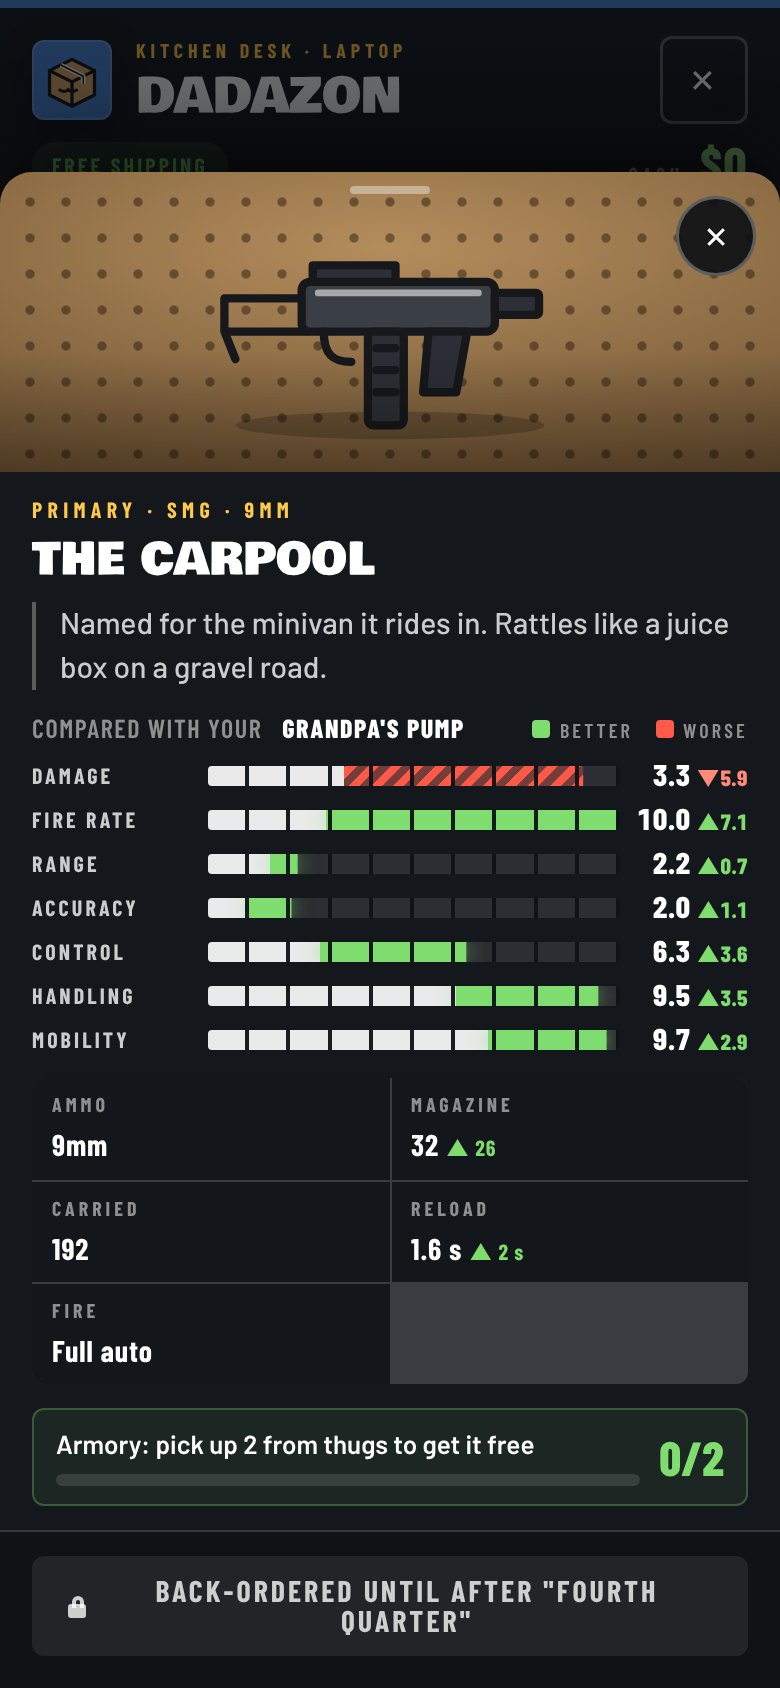 KITCHEN DESK · LAPTOP
DADAZON
FREE SHIPPING
$0
PRIMARY · SMG · 9MM
THE CARPOOL
Named for the minivan it rides in. Rattles like a juice
box on a gravel road.
COMPARED WITH YOUR GRANDPA'S PUMP BETTER WORSE
DAMAGE 3.3 ▼5.9
FIRE RATE 10.0 ▲7.1
RANGE 2.2 ▲0.7
ACCURACY 2.0 ▲1.1
CONTROL 6.3 ▲3.6
HANDLING 9.5 ▲3.5
MOBILITY 9.7 ▲2.9
AMMO MAGAZINE
9mm 32 ▲ 26
CARRIED RELOAD
192 1.6 s ▲ 2 s
FIRE
Full auto
Armory: pick up 2 from thugs to get it free 0/2
BACK-ORDERED UNTIL AFTER "FOURTH
QUARTER"